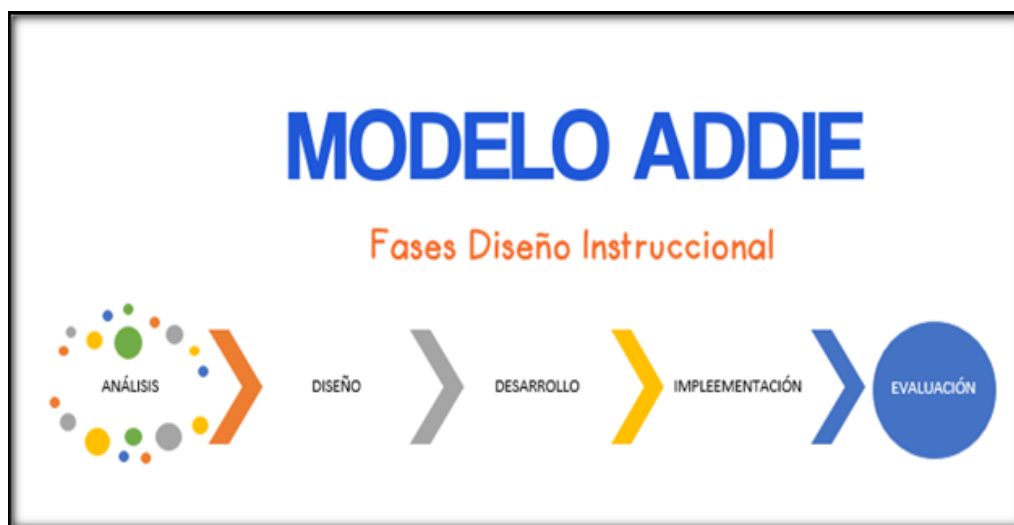 MODELO ADDIE
Fases Diseño Instruccional
ANÁLISIS
DISEÑO
DESARROLLO
IMPLEEMENTACIÓN
EVALUACIÓN